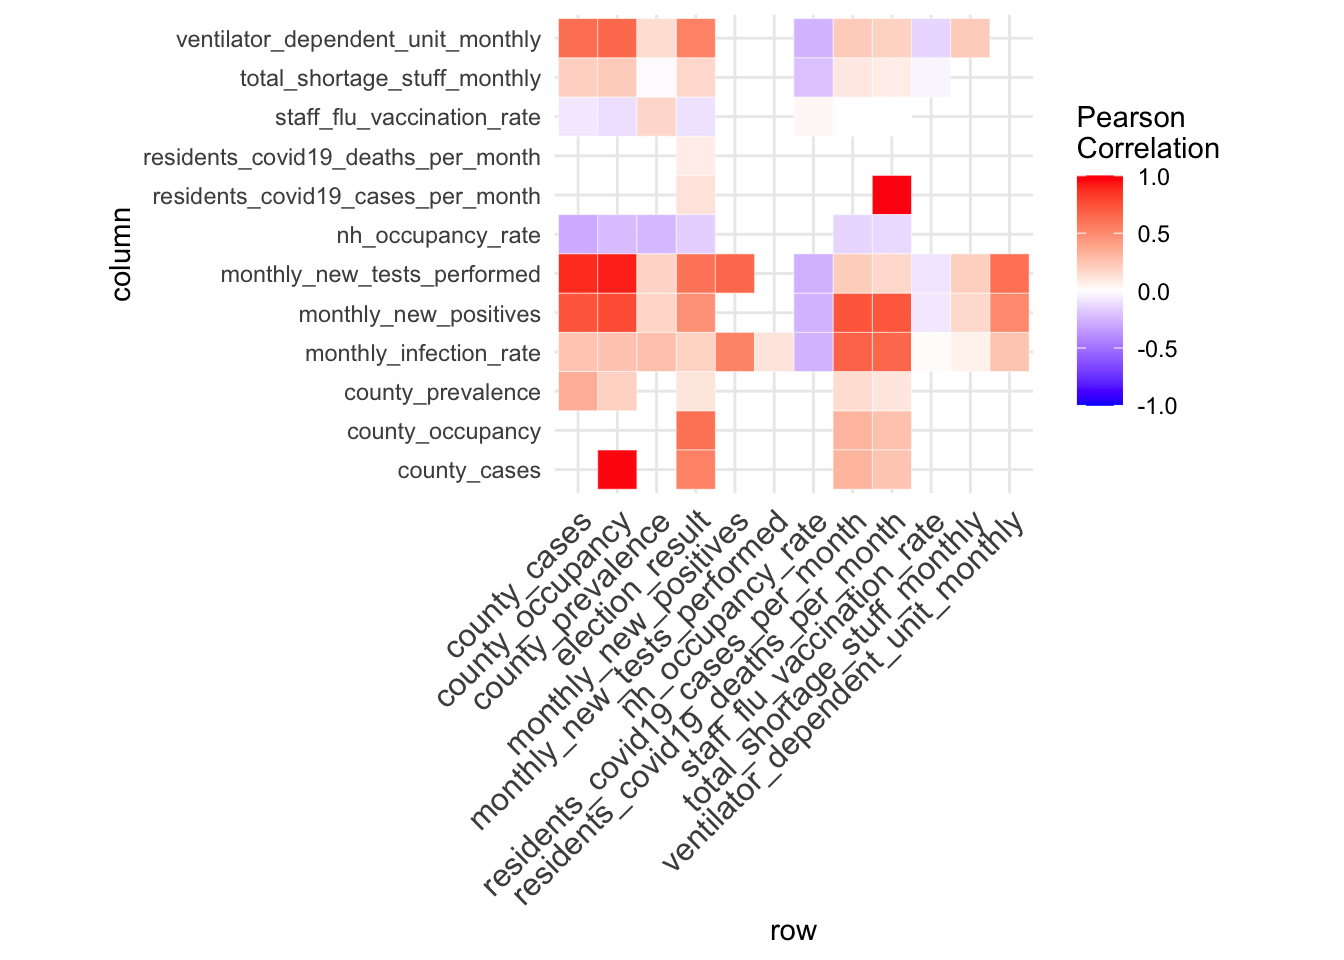 ventilator_dependent_unit_monthly
total_shortage_stuff_monthly
staff_flu_vaccination_rate
residents_covid19_deaths_per_month
residents_covid19_cases_per_month
nh_occupancy_rate
monthly_new_tests_performed
monthly_new_positives
monthly_infection_rate
county_prevalence
county_occupancy
county_cases
column
county_cases
county_occupancy
county_prevalence
election_result
monthly_new_positives
monthly_new_tests_performed
nh_occupancy_rate
residents_covid19_cases_per_month
residents_covid19_deaths_per_month
staff_flu_vaccination_rate
total_shortage_stuff_monthly
ventilator_dependent_unit_monthly
row
Pearson
Correlation
1.0
0.5
0.0
-0.5
-1.0